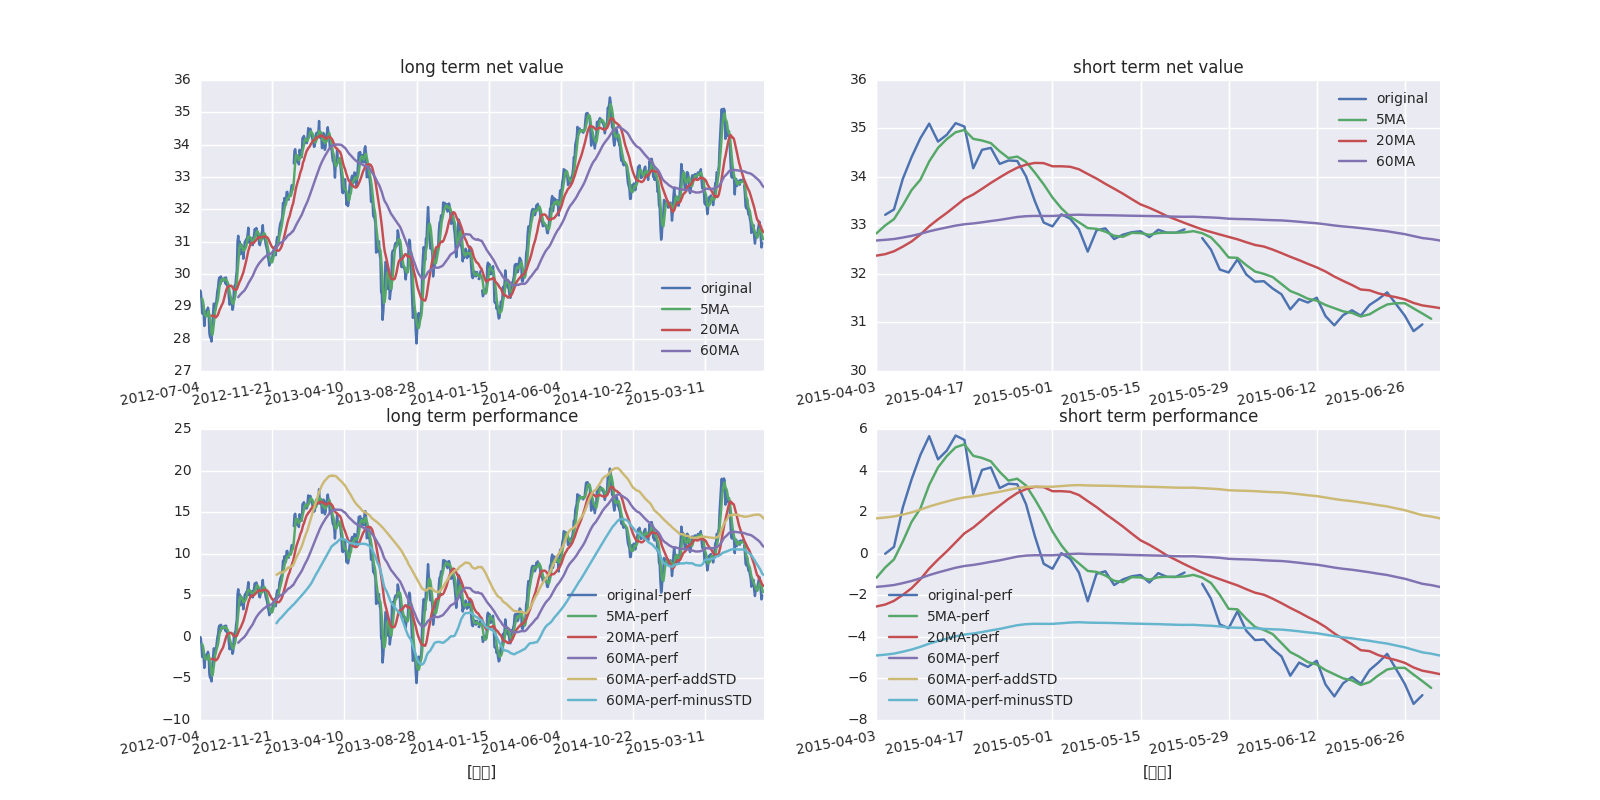 long term net value
36
35
34
33
32
31
30
29
28
27
original
5MA
20MA
60MA
2012-07-04
2012-11-21
2013-04-10
2013-08-28
2014-01-15
2014-06-04
2014-10-22
2015-03-11
short term net value
36
35
34
33
32
31
30
original
5MA
20MA
60MA
2015-04-03
2015-04-17
2015-05-01
2015-05-15
2015-05-29
2015-06-12
2015-06-26
long term performance
25
20
15
10
5
0
−5
−10
original-perf
5MA-perf
20MA-perf
60MA-perf
60MA-perf-addSTD
60MA-perf-minusSTD
2012-07-04
2012-11-21
2013-04-10
2013-08-28
2014-01-15
2014-06-04
2014-10-22
2015-03-11
short term performance
6
4
2
0
−2
−4
−6
−8
original-perf
5MA-perf
20MA-perf
60MA-perf
60MA-perf-addSTD
60MA-perf-minusSTD
2015-04-03
2015-04-17
2015-05-01
2015-05-15
2015-05-29
2015-06-12
2015-06-26